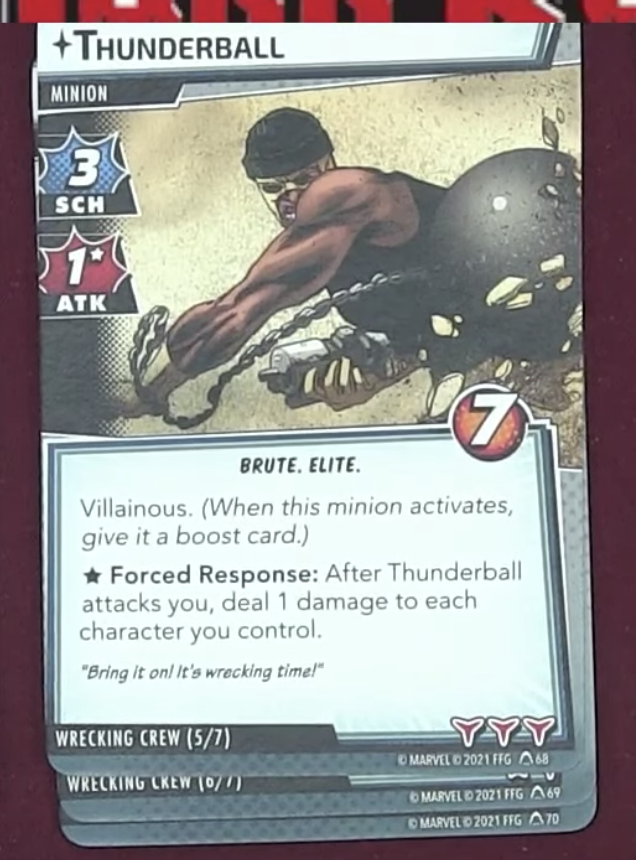 ✦THUNDERBALL
MINION
3
SCH
1★
ATK
7
BRUTE. ELITE.
Villainous. (When this minion activates,
give it a boost card.)
★ Forced Response: After Thunderball
attacks you, deal 1 damage to each
character you control.
"Bring it on! It's wrecking time!"
WRECKING CREW (5/7)
© MARVEL © 2021 FFG 68
WRECKING CREW (6/7)
© MARVEL © 2021 FFG 69
© MARVEL © 2021 FFG 70